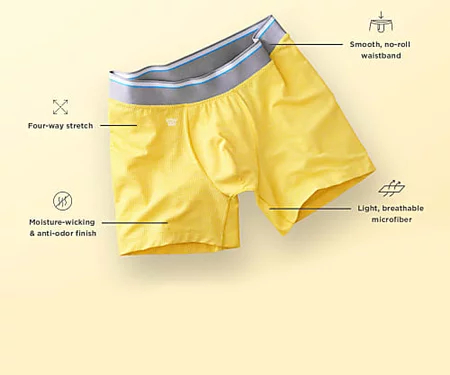 Smooth, no-roll
waistband
Four-way stretch
Moisture-wicking
& anti-odor finish
Light, breathable
microfiber